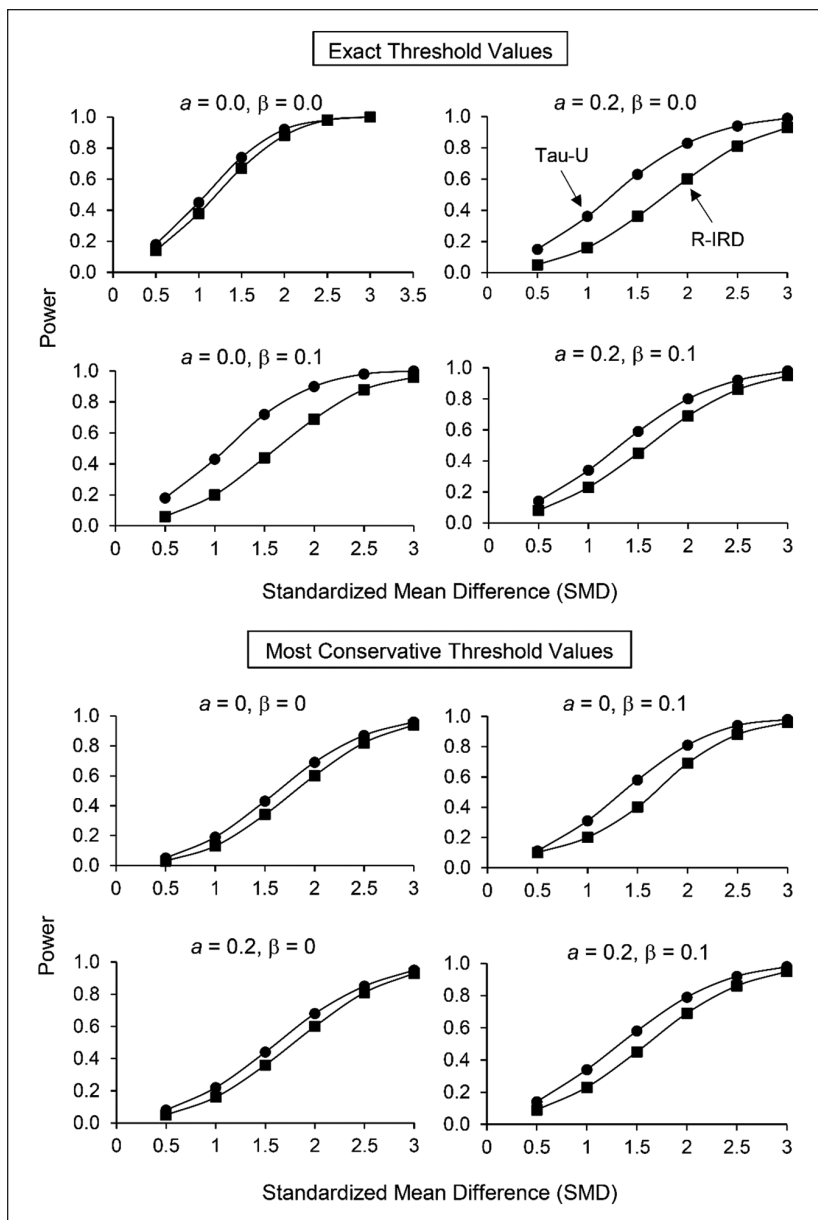 Exact Threshold Values
a = 0.0, β = 0.0
a = 0.2, β = 0.0
1.0
0.8
0.6
0.4
0.2
0.0
0 0.5 1 1.5 2 2.5 3 3.5
1.0
0.8
0.6
0.4
0.2
0.0
0 0.5 1 1.5 2 2.5 3
Tau-U
R-IRD
Power
a = 0.0, β = 0.1
a = 0.2, β = 0.1
1.0
0.8
0.6
0.4
0.2
0.0
0 0.5 1 1.5 2 2.5 3
1.0
0.8
0.6
0.4
0.2
0.0
0 0.5 1 1.5 2 2.5 3
Standardized Mean Difference (SMD)
Most Conservative Threshold Values
a = 0, β = 0
a = 0, β = 0.1
1.0
0.8
0.6
0.4
0.2
0.0
0 0.5 1 1.5 2 2.5 3
1.0
0.8
0.6
0.4
0.2
0.0
0 0.5 1 1.5 2 2.5 3
Power
a = 0.2, β = 0
a = 0.2, β = 0.1
1.0
0.8
0.6
0.4
0.2
0.0
0 0.5 1 1.5 2 2.5 3
1.0
0.8
0.6
0.4
0.2
0.0
0 0.5 1 1.5 2 2.5 3
Standardized Mean Difference (SMD)